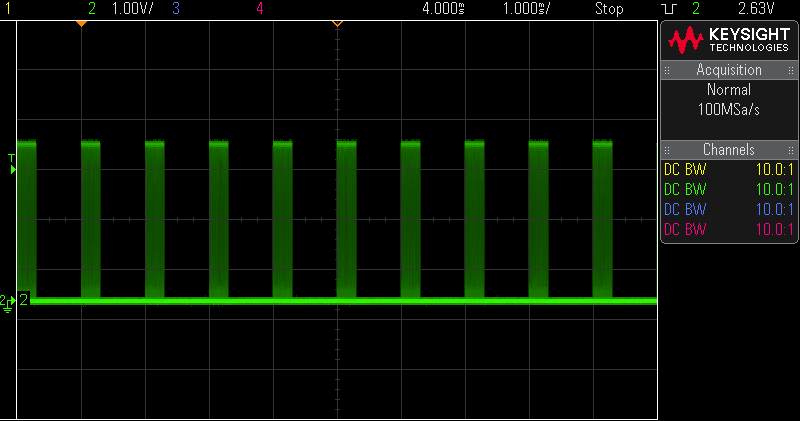 1 2 1.00V/ 3 4 4.000s 1.000s/ Stop 2 2.63V
KEYSIGHT
TECHNOLOGIES
Acquisition
Normal
100MSa/s
Channels
DC BW 10.0:1
DC BW 10.0:1
DC BW 10.0:1
DC BW 10.0:1
T
2 2